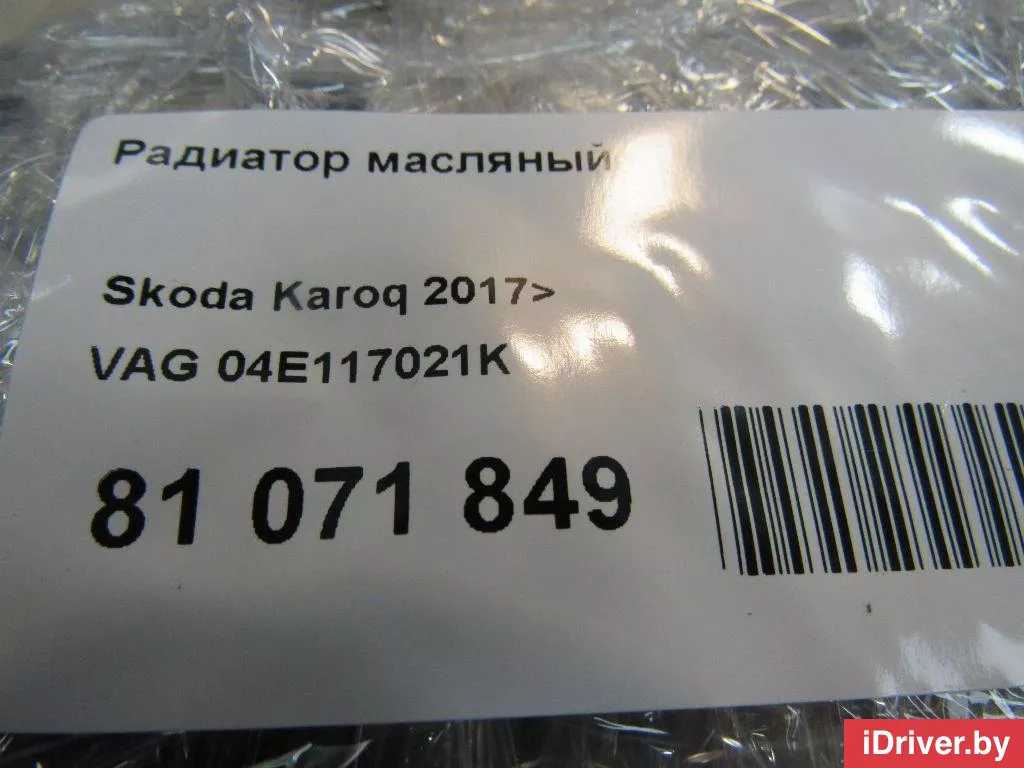 Радиатор масляный
Skoda Karoq 2017>
VAG 04E117021K
81 071 849
iDriver.by